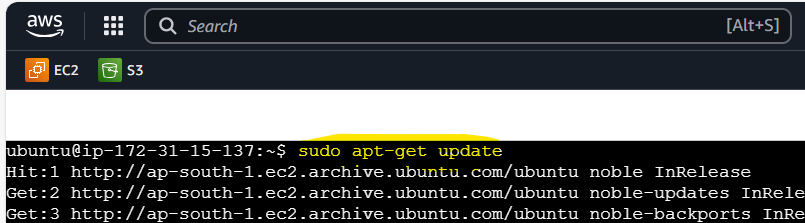 aws
Search [Alt+S]
EC2 S3
ubuntu@ip-172-31-15-137:~$ sudo apt-get update
Hit:1 http://ap-south-1.ec2.archive.ubuntu.com/ubuntu noble InRelease
Get:2 http://ap-south-1.ec2.archive.ubuntu.com/ubuntu noble-updates InRele
Get:3 http://ap-south-1.ec2.archive.ubuntu.com/ubuntu noble-backports InRe